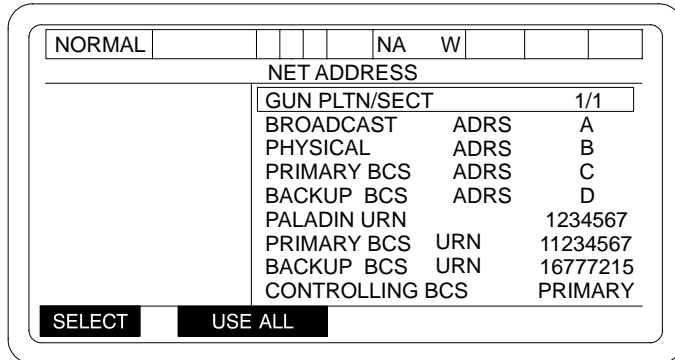 NORMAL NA W
NET ADDRESS
GUN PLTN/SECT 1/1
BROADCAST ADRS A
PHYSICAL ADRS B
PRIMARY BCS ADRS C
BACKUP BCS ADRS D
PALADIN URN 1234567
PRIMARY BCS URN 11234567
BACKUP BCS URN 16777215
CONTROLLING BCS PRIMARY
SELECT USE ALL